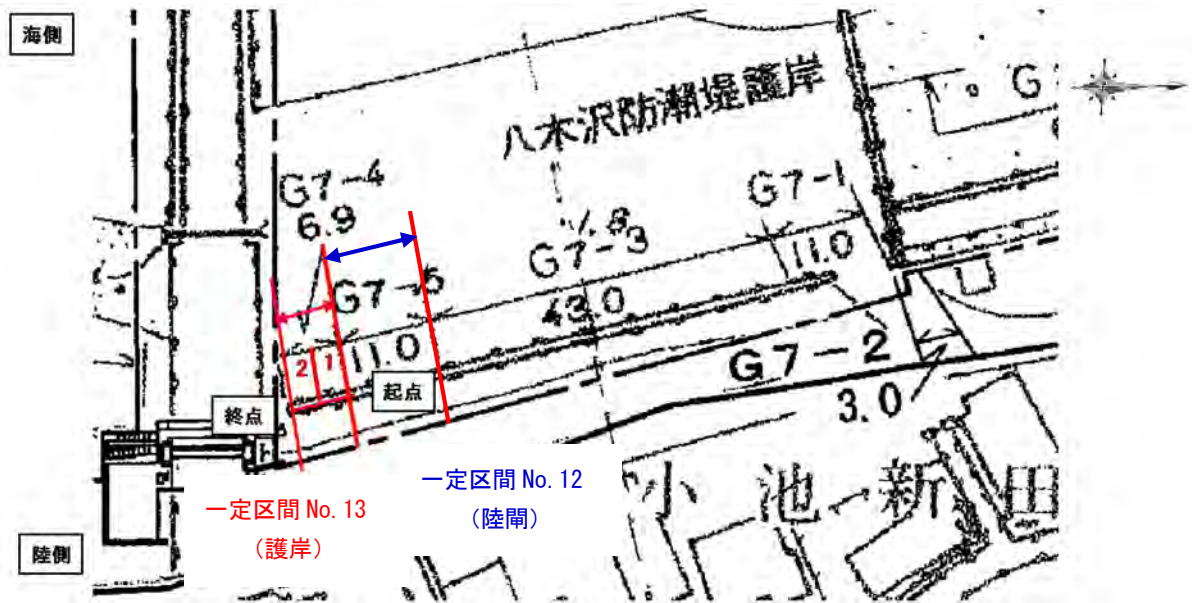 海側
八木沢防潮堤護岸
G
G7-4
6.9
G7-1
11.0
G7-3
43.0
G7-5
11.0
2
1
起点
終点
G7-2
3.0
一定区間 No. 12
(陸閘)
一定区間 No. 13
(護岸)
小池新田
陸側